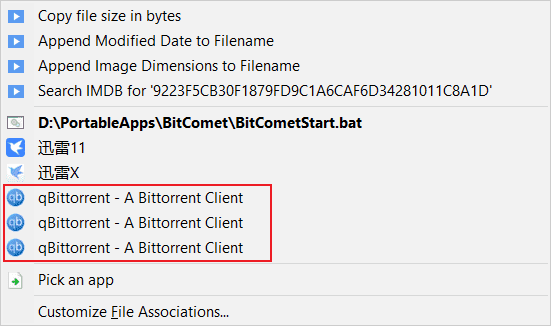 Copy file size in bytes
Append Modified Date to Filename
Append Image Dimensions to Filename
Search IMDB for '9223F5CB30F1879FD9C1A6CAF6D34281011C8A1D'
D:\PortableApps\BitComet\BitCometStart.bat
迅雷11
迅雷X
qBittorrent - A Bittorrent Client
qBittorrent - A Bittorrent Client
qBittorrent - A Bittorrent Client
Pick an app
Customize File Associations...